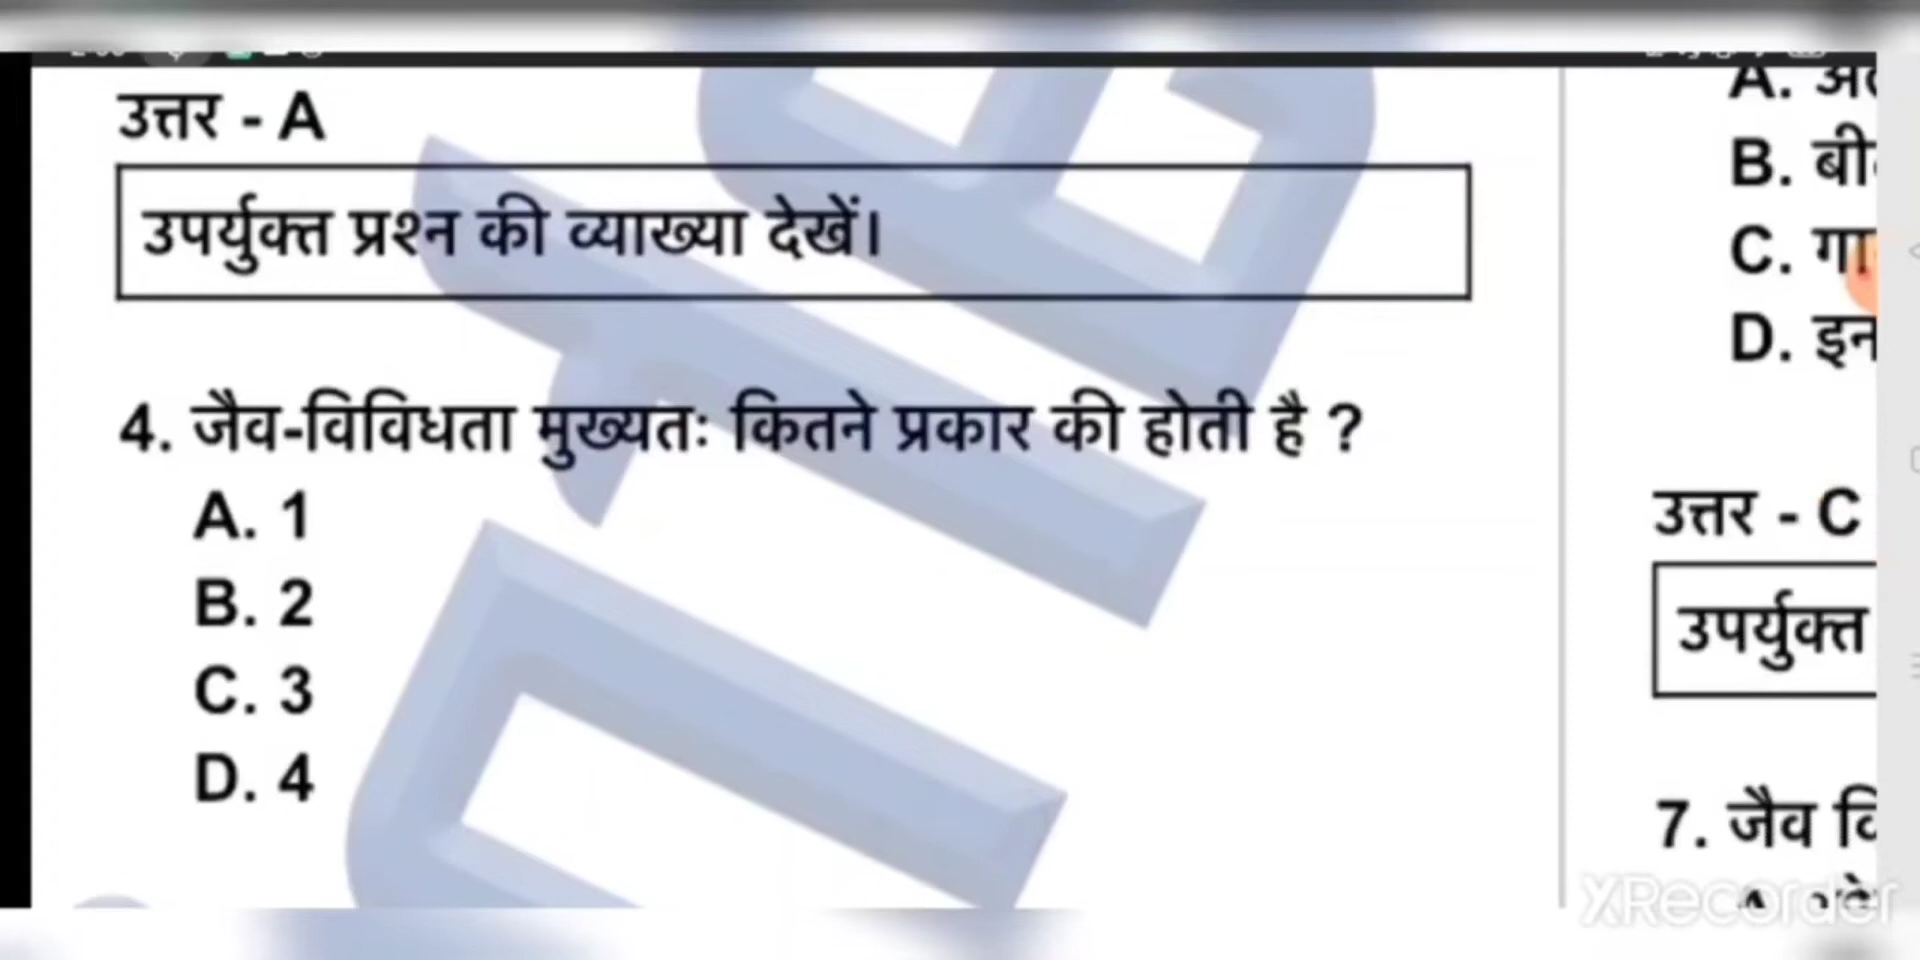 उत्तर - A
उपर्युक्त प्रश्न की व्याख्या देखें।
4. जैव-विविधता मुख्यतः कितने प्रकार की होती है ?
A. 1
B. 2
C. 3
D. 4
A.
B.
C.
D.
उत्तर - C
उपर्युक्त
7. जैव
XRecorder